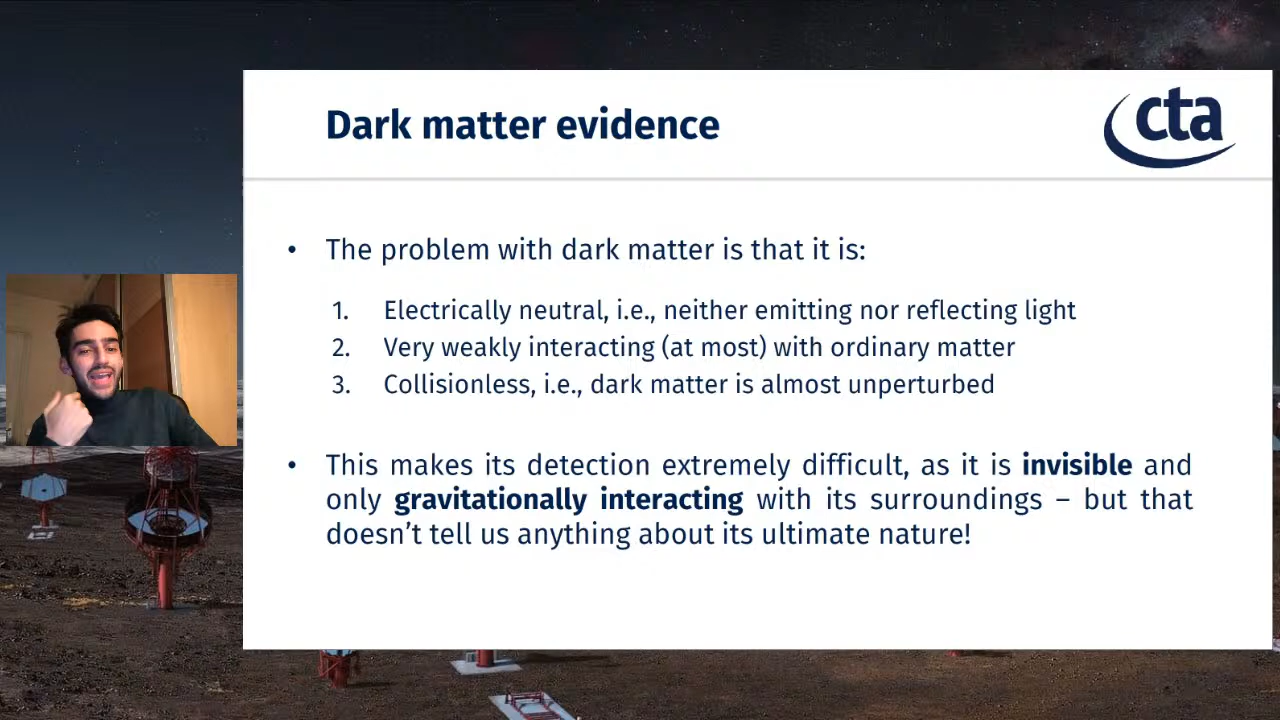 Dark matter evidence
cta
• The problem with dark matter is that it is:
1. Electrically neutral, i.e., neither emitting nor reflecting light
2. Very weakly interacting (at most) with ordinary matter
3. Collisionless, i.e., dark matter is almost unperturbed
• This makes its detection extremely difficult, as it is invisible and
only gravitationally interacting with its surroundings – but that
doesn’t tell us anything about its ultimate nature!